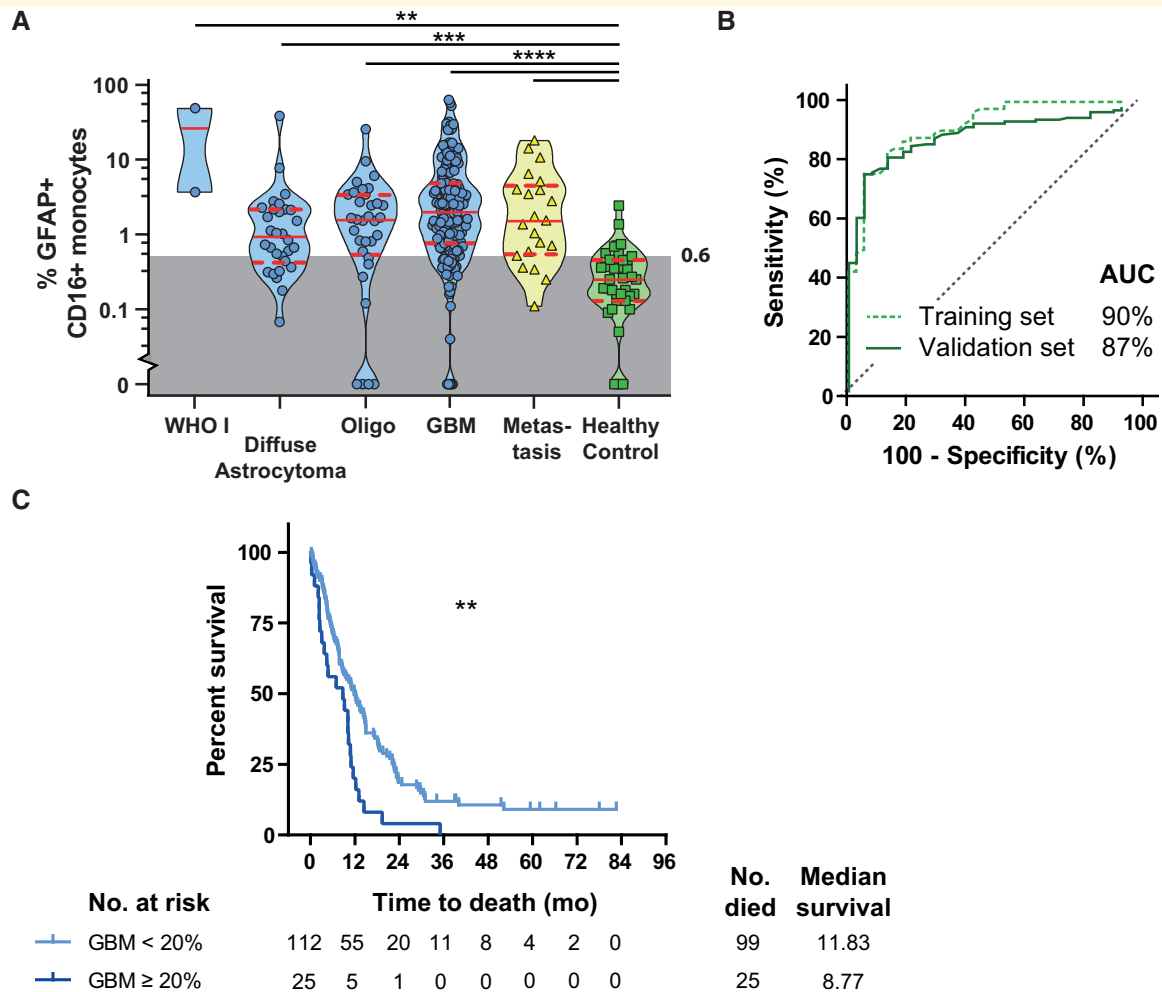 A
**
***
****
% GFAP+
CD16+ monocytes
100
10
1
0.1
0
0.6
WHO I
Diffuse
Astrocytoma
Oligo
GBM
Metas-
tasis
Healthy
Control
B
Sensitivity (%)
100
80
60
40
20
0
AUC
Training set 90%
Validation set 87%
0 20 40 60 80 100
100 - Specificity (%)
C
Percent survival
100
75
50
25
0
**
0 12 24 36 48 60 72 84 96
Time to death (mo)
No. at risk
No.
died
Median
survival
GBM < 20% 112 55 20 11 8 4 2 0 99 11.83
GBM ≥ 20% 25 5 1 0 0 0 0 0 25 8.77